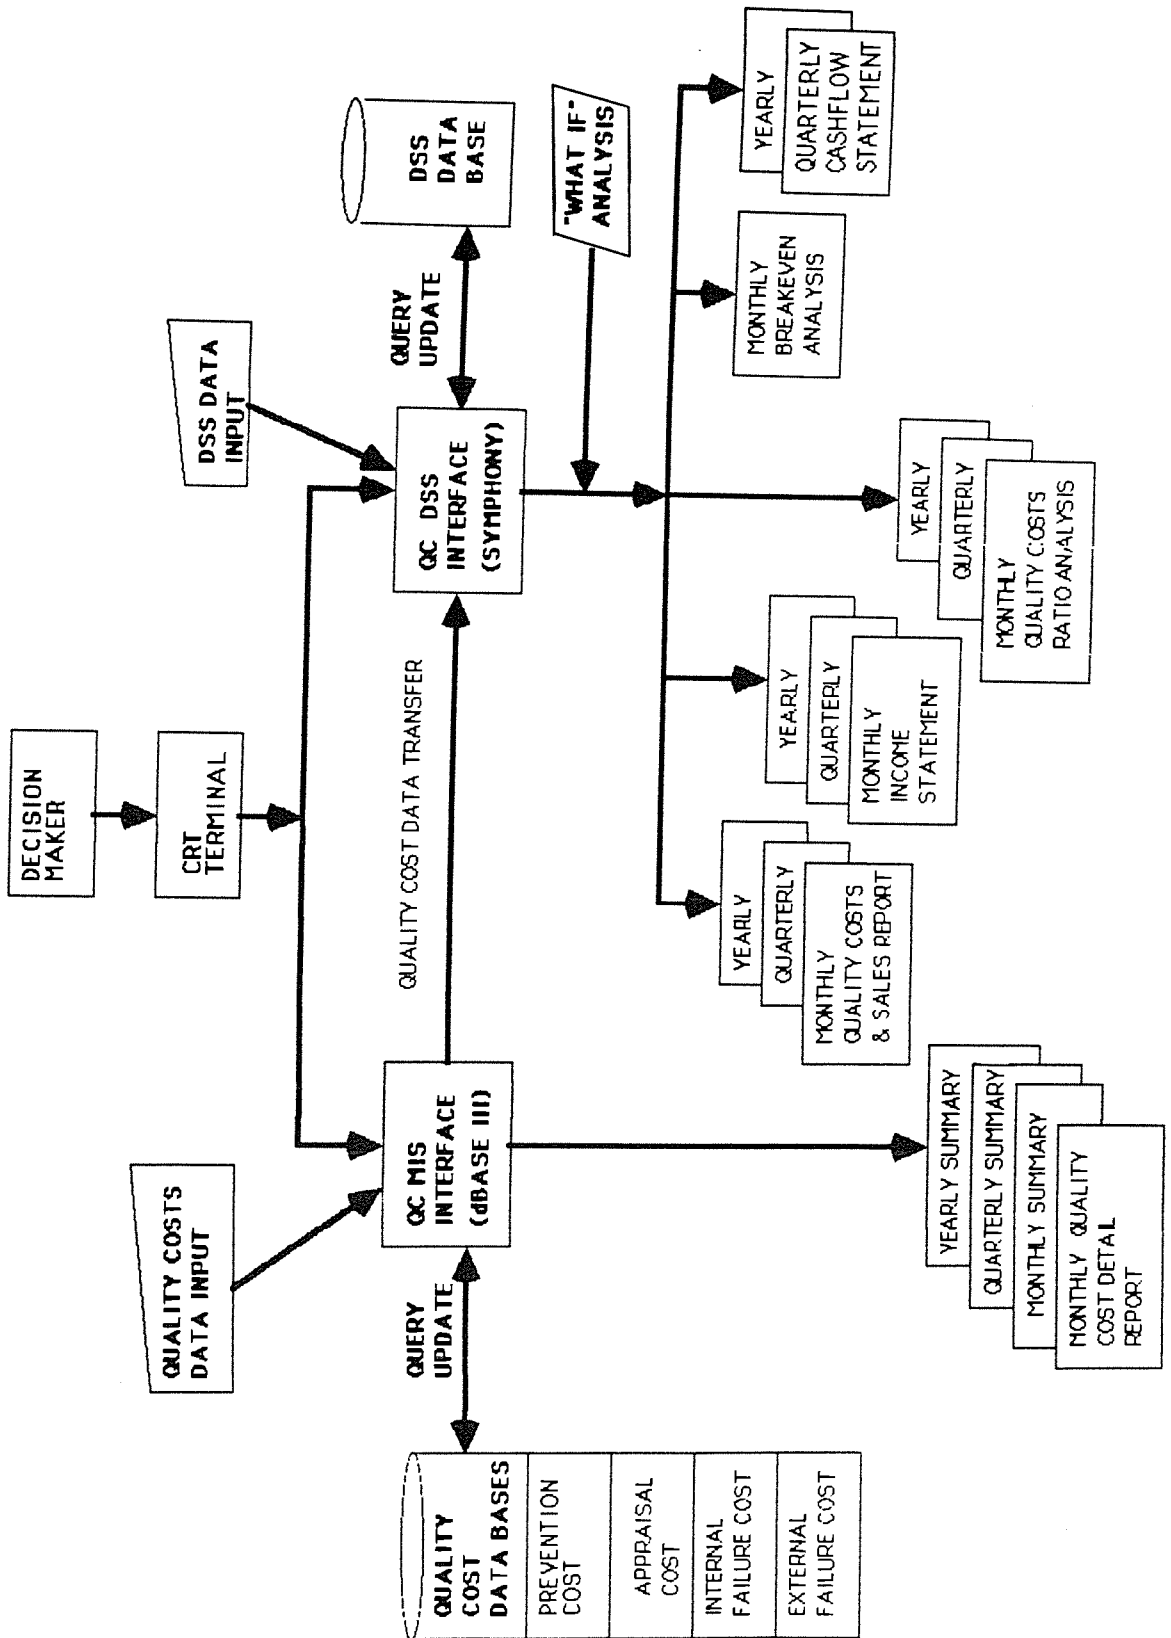 DECISION
MAKER
CRT
TERMINAL
QUALITY COSTS
DATA INPUT
DSS DATA
INPUT
QUALITY
COST
DATA BASES
PREVENTION
COST
APPRAISAL
COST
INTERNAL
FAILURE COST
EXTERNAL
FAILURE COST
QUERY
UPDATE
QC MIS
INTERFACE
(dBASE III)
QUALITY COST DATA TRANSFER
QC DSS
INTERFACE
(SYMPHONY)
QUERY
UPDATE
DSS
DATA
BASE
"WHAT IF"
ANALYSIS
YEARLY SUMMARY
QUARTERLY SUMMARY
MONTHLY SUMMARY
MONTHLY QUALITY
COST DETAIL
REPORT
YEARLY
QUARTERLY
MONTHLY
QUALITY COSTS
& SALES REPORT
YEARLY
QUARTERLY
MONTHLY
INCOME
STATEMENT
YEARLY
QUARTERLY
MONTHLY
QUALITY COSTS
RATIO ANALYSIS
MONTHLY
BREAKEVEN
ANALYSIS
YEARLY
QUARTERLY
CASHFLOW
STATEMENT